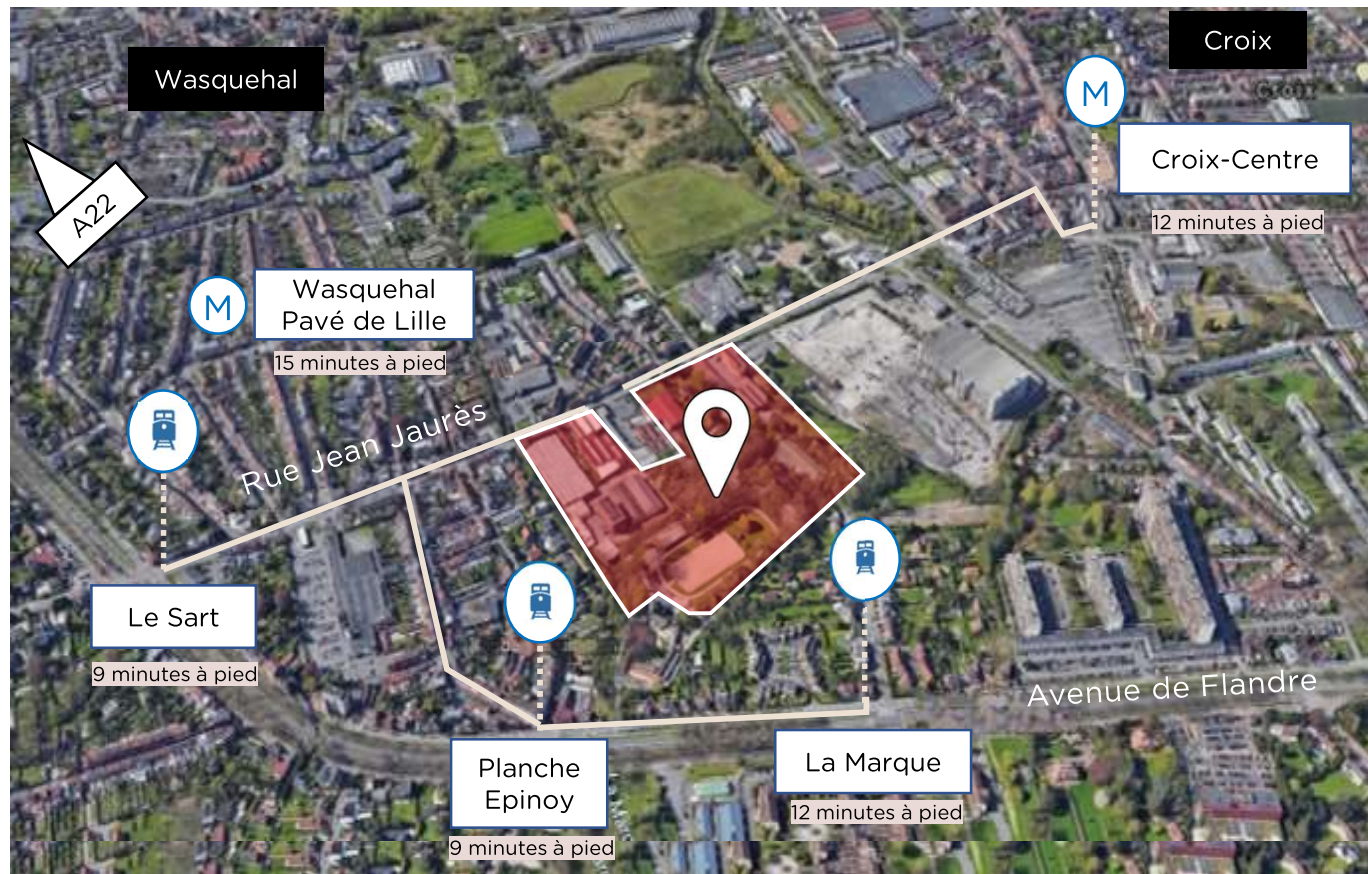 Wasquehal
Croix
M
Croix
Croix-Centre
12 minutes à pied
A22
M
Wasquehal
Pavé de Lille
15 minutes à pied
Rue Jean Jaurès
Le Sart
9 minutes à pied
Avenue de Flandre
Planche
Epinoy
9 minutes à pied
La Marque
12 minutes à pied